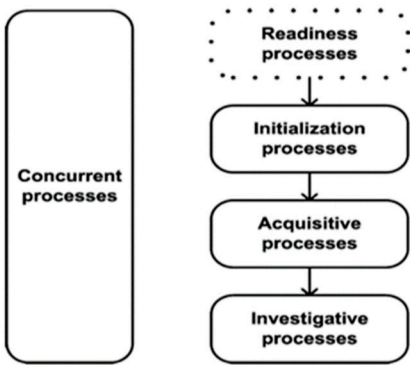 Concurrent
processes
Readiness
processes
Initialization
processes
Acquisitive
processes
Investigative
processes